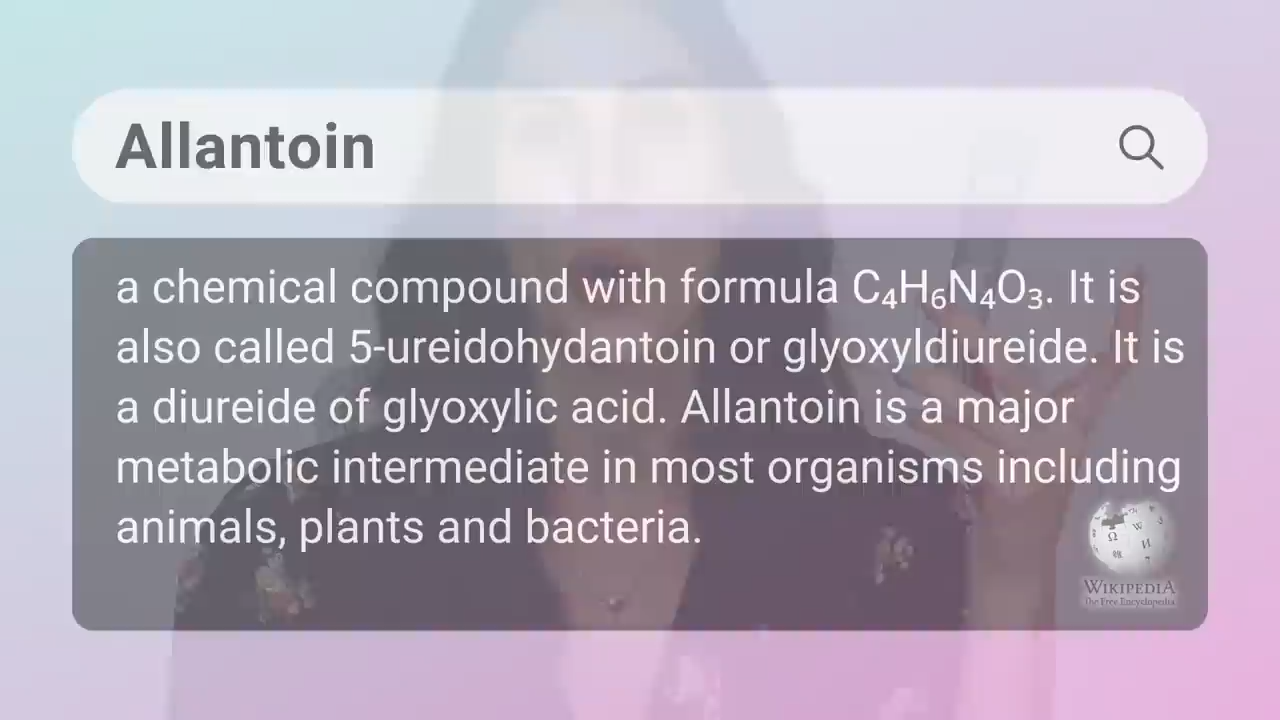 Allantoin
a chemical compound with formula C₄H₆N₄O₃. It is
also called 5-ureidohydantoin or glyoxyldiureide. It is
a diureide of glyoxylic acid. Allantoin is a major
metabolic intermediate in most organisms including
animals, plants and bacteria.
WIKIPEDIA
The Free Encyclopedia